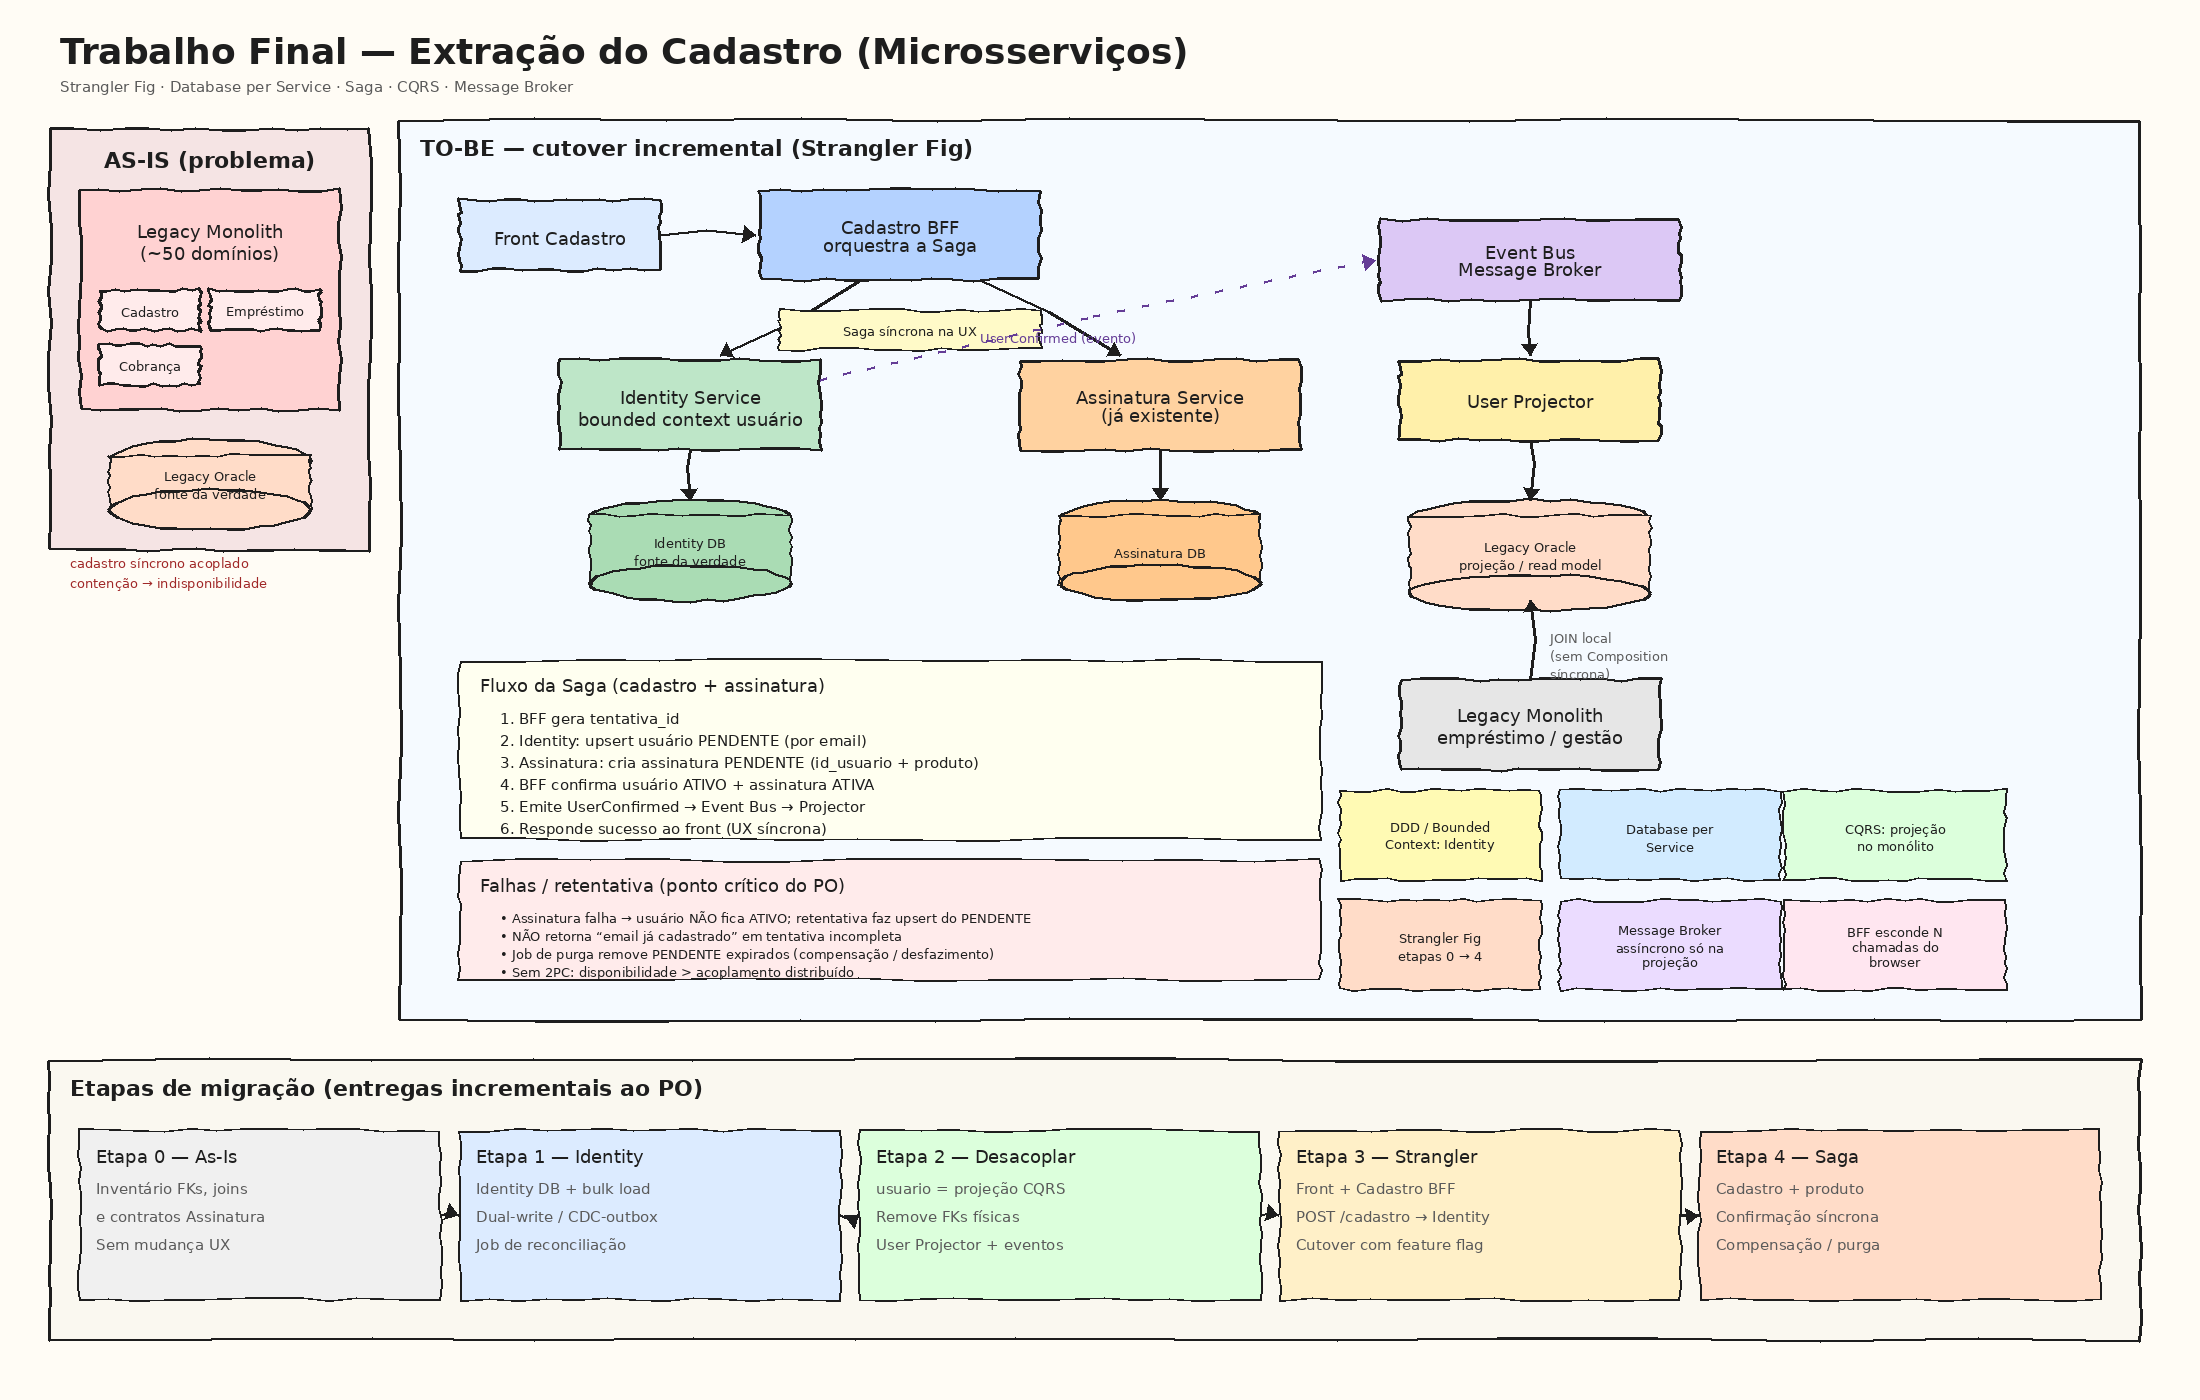 Trabalho Final — Extração do Cadastro (Microsserviços)
Strangler Fig · Database per Service · Saga · CQRS · Message Broker
AS-IS (problema)
Legacy Monolith
(~50 domínios)
Cadastro
Empréstimo
Cobrança
Legacy Oracle
fonte da verdade
cadastro síncrono acoplado
contenção → indisponibilidade
TO-BE — cutover incremental (Strangler Fig)
Front Cadastro
Cadastro BFF
orquestra a Saga
Event Bus
Message Broker
Saga síncrona na UX
UserConfirmed (evento)
Identity Service
bounded context usuário
Assinatura Service
(já existente)
User Projector
Identity DB
fonte da verdade
Assinatura DB
Legacy Oracle
projeção / read model
JOIN local
(sem Composition
síncrona)
Legacy Monolith
empréstimo / gestão
Fluxo da Saga (cadastro + assinatura)
1. BFF gera tentativa_id
2. Identity: upsert usuário PENDENTE (por email)
3. Assinatura: cria assinatura PENDENTE (id_usuario + produto)
4. BFF confirma usuário ATIVO + assinatura ATIVA
5. Emite UserConfirmed → Event Bus → Projector
6. Responde sucesso ao front (UX síncrona)
Falhas / retentativa (ponto crítico do PO)
• Assinatura falha → usuário NÃO fica ATIVO; retentativa faz upsert do PENDENTE
• NÃO retorna “email já cadastrado” em tentativa incompleta
• Job de purga remove PENDENTE expirados (compensação / desfazimento)
• Sem 2PC: disponibilidade > acoplamento distribuído
DDD / Bounded
Context: Identity
Database per
Service
CQRS: projeção
no monólito
Strangler Fig
etapas 0 → 4
Message Broker
assíncrono só na
projeção
BFF esconde N
chamadas do
browser
Etapas de migração (entregas incrementais ao PO)
Etapa 0 — As-Is
Inventário FKs, joins
e contratos Assinatura
Sem mudança UX
Etapa 1 — Identity
Identity DB + bulk load
Dual-write / CDC-outbox
Job de reconciliação
Etapa 2 — Desacoplar
usuario = projeção CQRS
Remove FKs físicas
User Projector + eventos
Etapa 3 — Strangler
Front + Cadastro BFF
POST /cadastro → Identity
Cutover com feature flag
Etapa 4 — Saga
Cadastro + produto
Confirmação síncrona
Compensação / purga